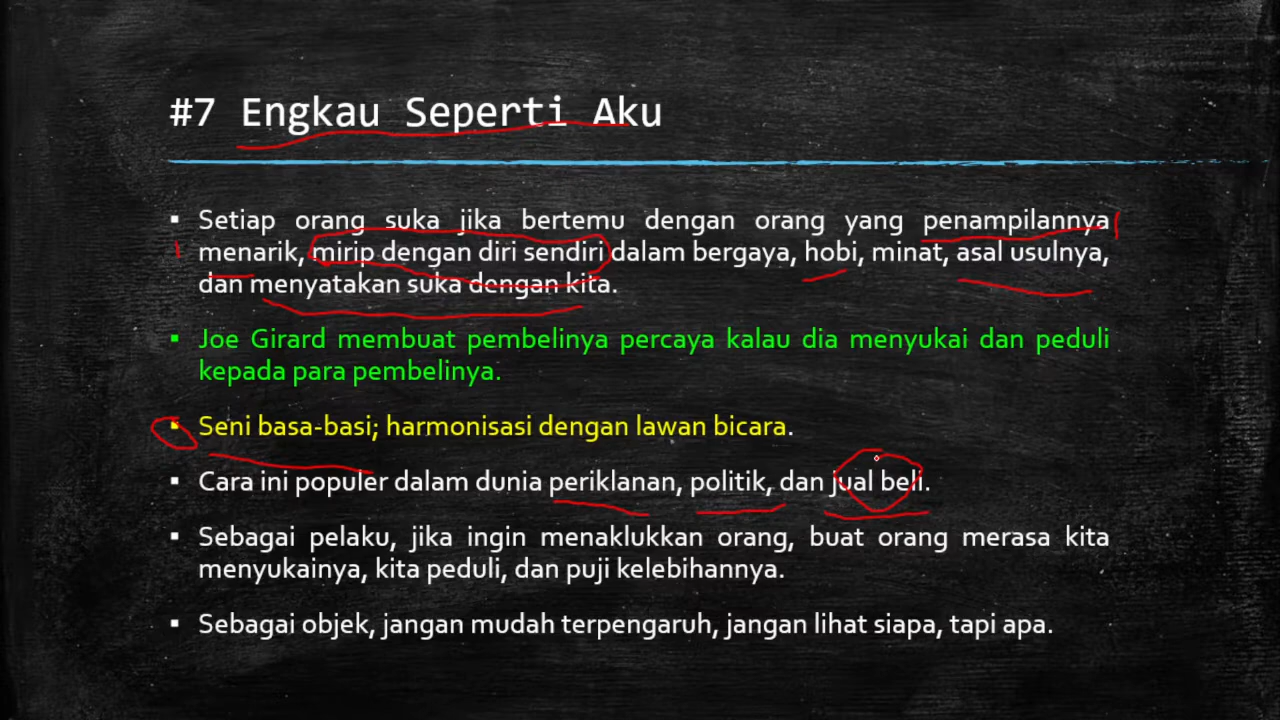 #7 Engkau Seperti Aku
▪ Setiap orang suka jika bertemu dengan orang yang penampilannya
menarik, mirip dengan diri sendiri dalam bergaya, hobi, minat, asal usulnya,
dan menyatakan suka dengan kita.
▪ Joe Girard membuat pembelinya percaya kalau dia menyukai dan peduli
kepada para pembelinya.
▪ Seni basa-basi; harmonisasi dengan lawan bicara.
▪ Cara ini populer dalam dunia periklanan, politik, dan jual beli.
▪ Sebagai pelaku, jika ingin menaklukkan orang, buat orang merasa kita
menyukainya, kita peduli, dan puji kelebihannya.
▪ Sebagai objek, jangan mudah terpengaruh, jangan lihat siapa, tapi apa.